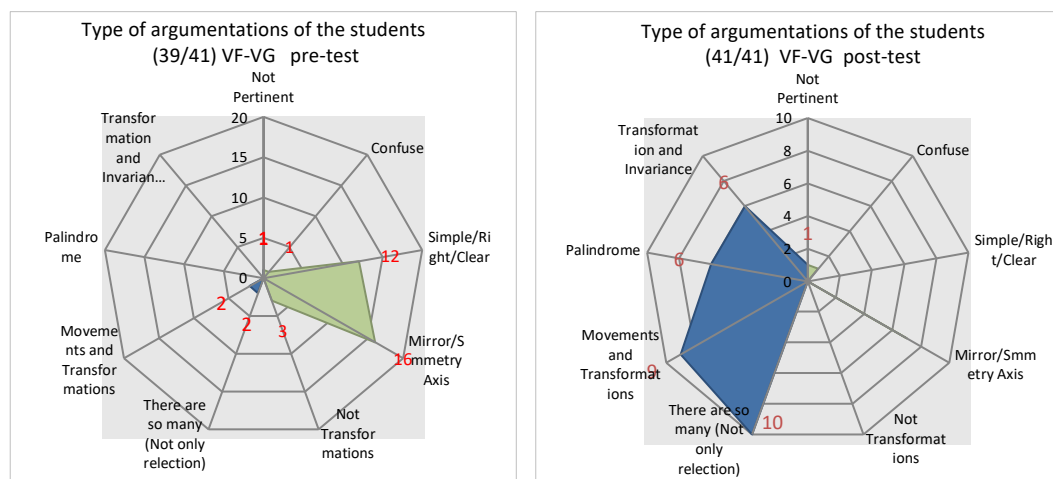 Type of argumentations of the students
(39/41) VF-VG pre-test
Not
Pertinent
Confuse
Simple/Ri
ght/Clear
Mirror/S
mmetry
Axis
Not
Transfor
mations
There are
so many
(Not only
relection)
Moveme
nts and
Transfor
mations
Palindro
me
Transfor
mation
and
Invarian...
20
15
10
5
0
1
1
12
16
3
2
2
Type of argumentations of the students
(41/41) VF-VG post-test
Not
Pertinent
Confuse
Simple/Righ
t/Clear
Mirror/Smm
etry Axis
Not
Transformat
ions
There are so
many (Not
only
relection)
Movements
and
Transformat
ions
Palindrome
Transformat
ion and
Invariance
10
8
6
4
2
0
1
10
9
6
6